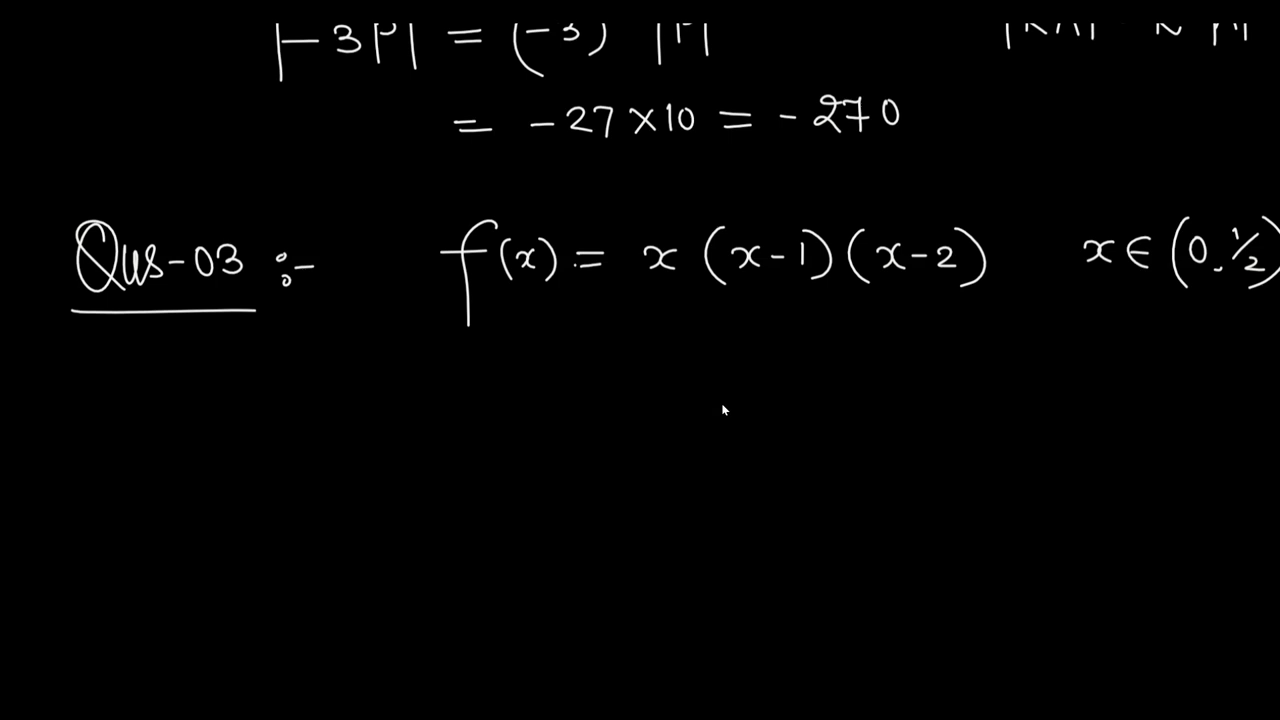 |-3P| = (-3) |P|
= -27 × 10 = -270
Qus-03 :- f(x) = x (x-1) (x-2) x ∈ (0, 1/2)